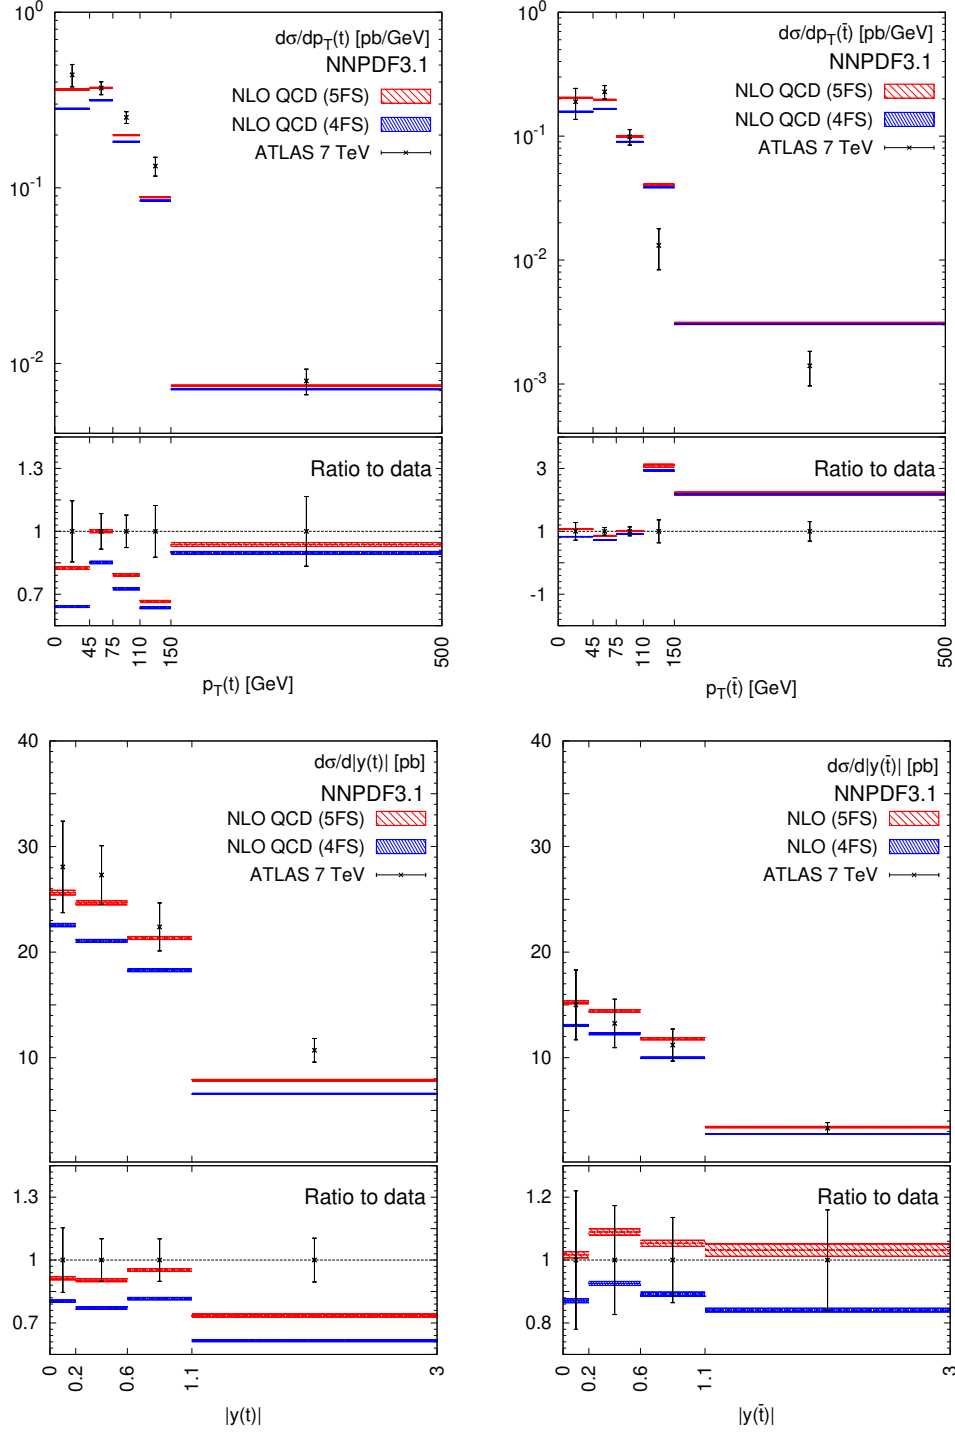 10⁰
10⁻¹
10⁻²
dσ/dp_T(t) [pb/GeV]
NNPDF3.1
NLO QCD (5FS)
NLO QCD (4FS)
ATLAS 7 TeV
1.3
1
0.7
Ratio to data
0 45 75 110 150 500
p_T(t) [GeV]
10⁰
10⁻¹
10⁻²
10⁻³
dσ/dp_T(t̄) [pb/GeV]
NNPDF3.1
NLO QCD (5FS)
NLO QCD (4FS)
ATLAS 7 TeV
3
1
-1
Ratio to data
0 45 75 110 150 500
p_T(t̄) [GeV]
40
30
20
10
dσ/d|y(t)| [pb]
NNPDF3.1
NLO QCD (5FS)
NLO QCD (4FS)
ATLAS 7 TeV
1.3
1
0.7
Ratio to data
0 0.2 0.6 1.1 3
|y(t)|
40
30
20
10
dσ/d|y(t̄)| [pb]
NNPDF3.1
NLO (5FS)
NLO (4FS)
ATLAS 7 TeV
1.2
1
0.8
Ratio to data
0 0.2 0.6 1.1 3
|y(t̄)|